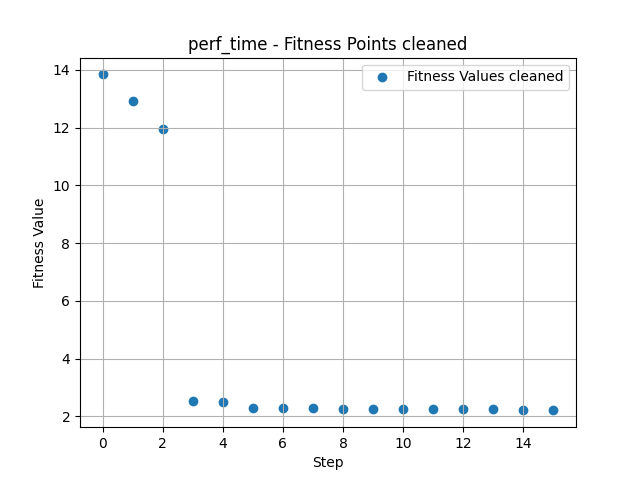 perf_time - Fitness Points cleaned
Fitness Values cleaned
14
12
10
8
6
4
2
Fitness Value
0 2 4 6 8 10 12 14
Step